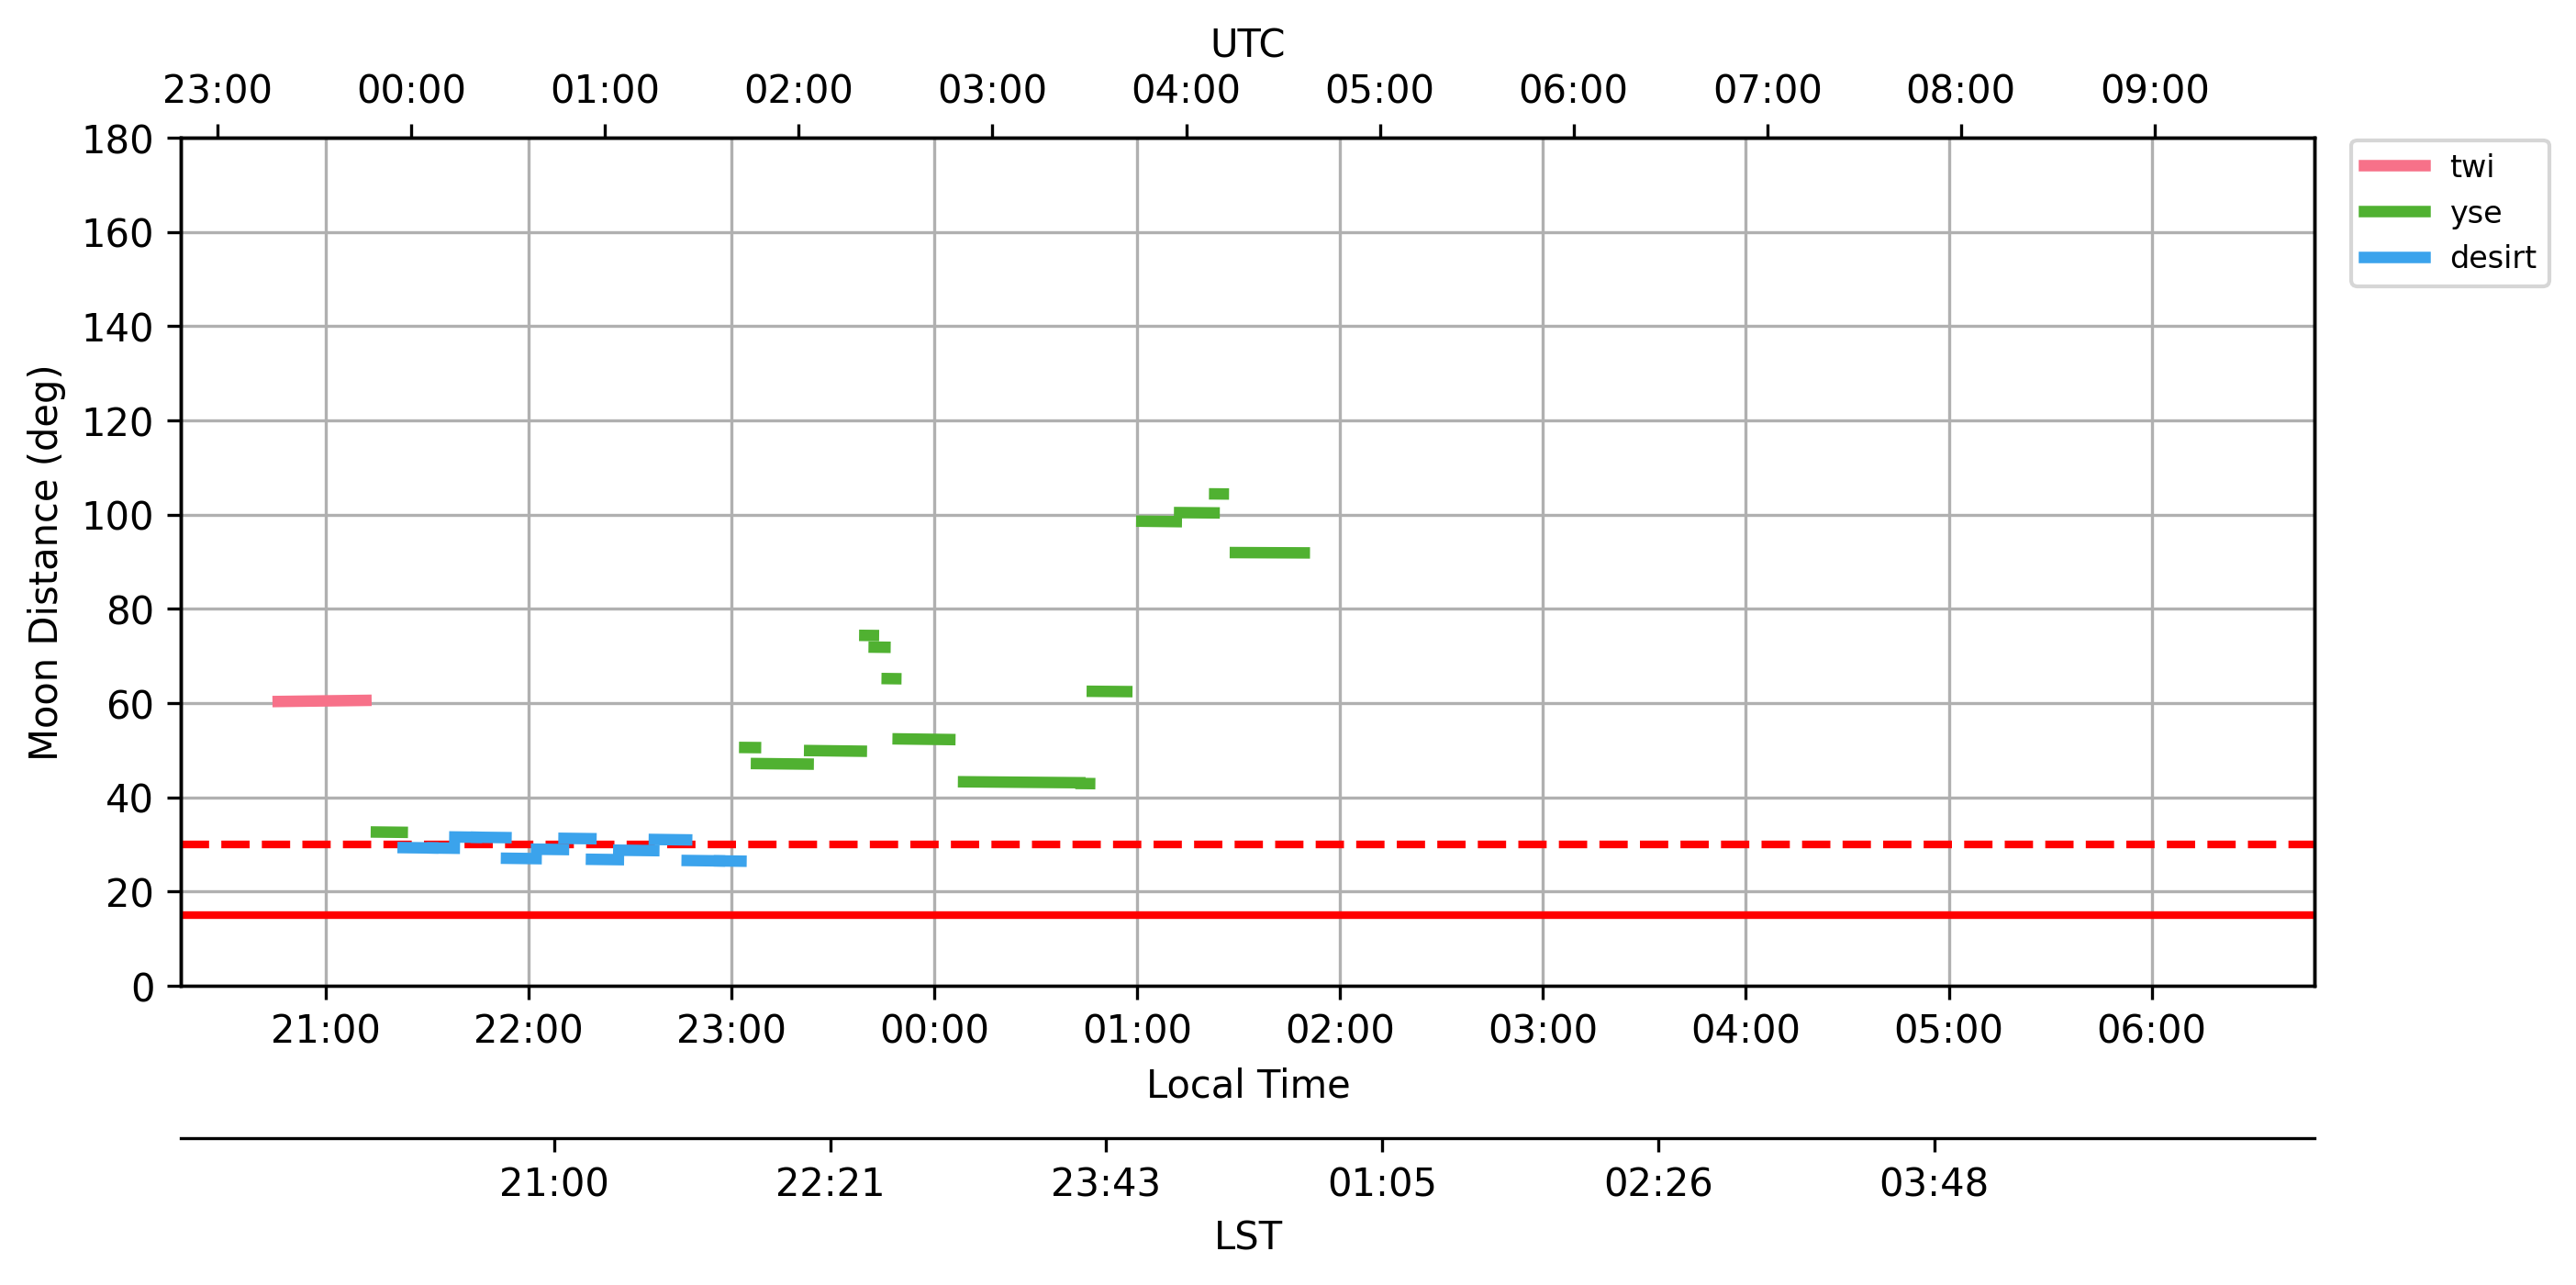 UTC
23:00 00:00 01:00 02:00 03:00 04:00 05:00 06:00 07:00 08:00 09:00
180
160
140
120
100
80
60
40
20
0
Moon Distance (deg)
twi
yse
desirt
21:00 22:00 23:00 00:00 01:00 02:00 03:00 04:00 05:00 06:00
Local Time
21:00 22:21 23:43 01:05 02:26 03:48
LST